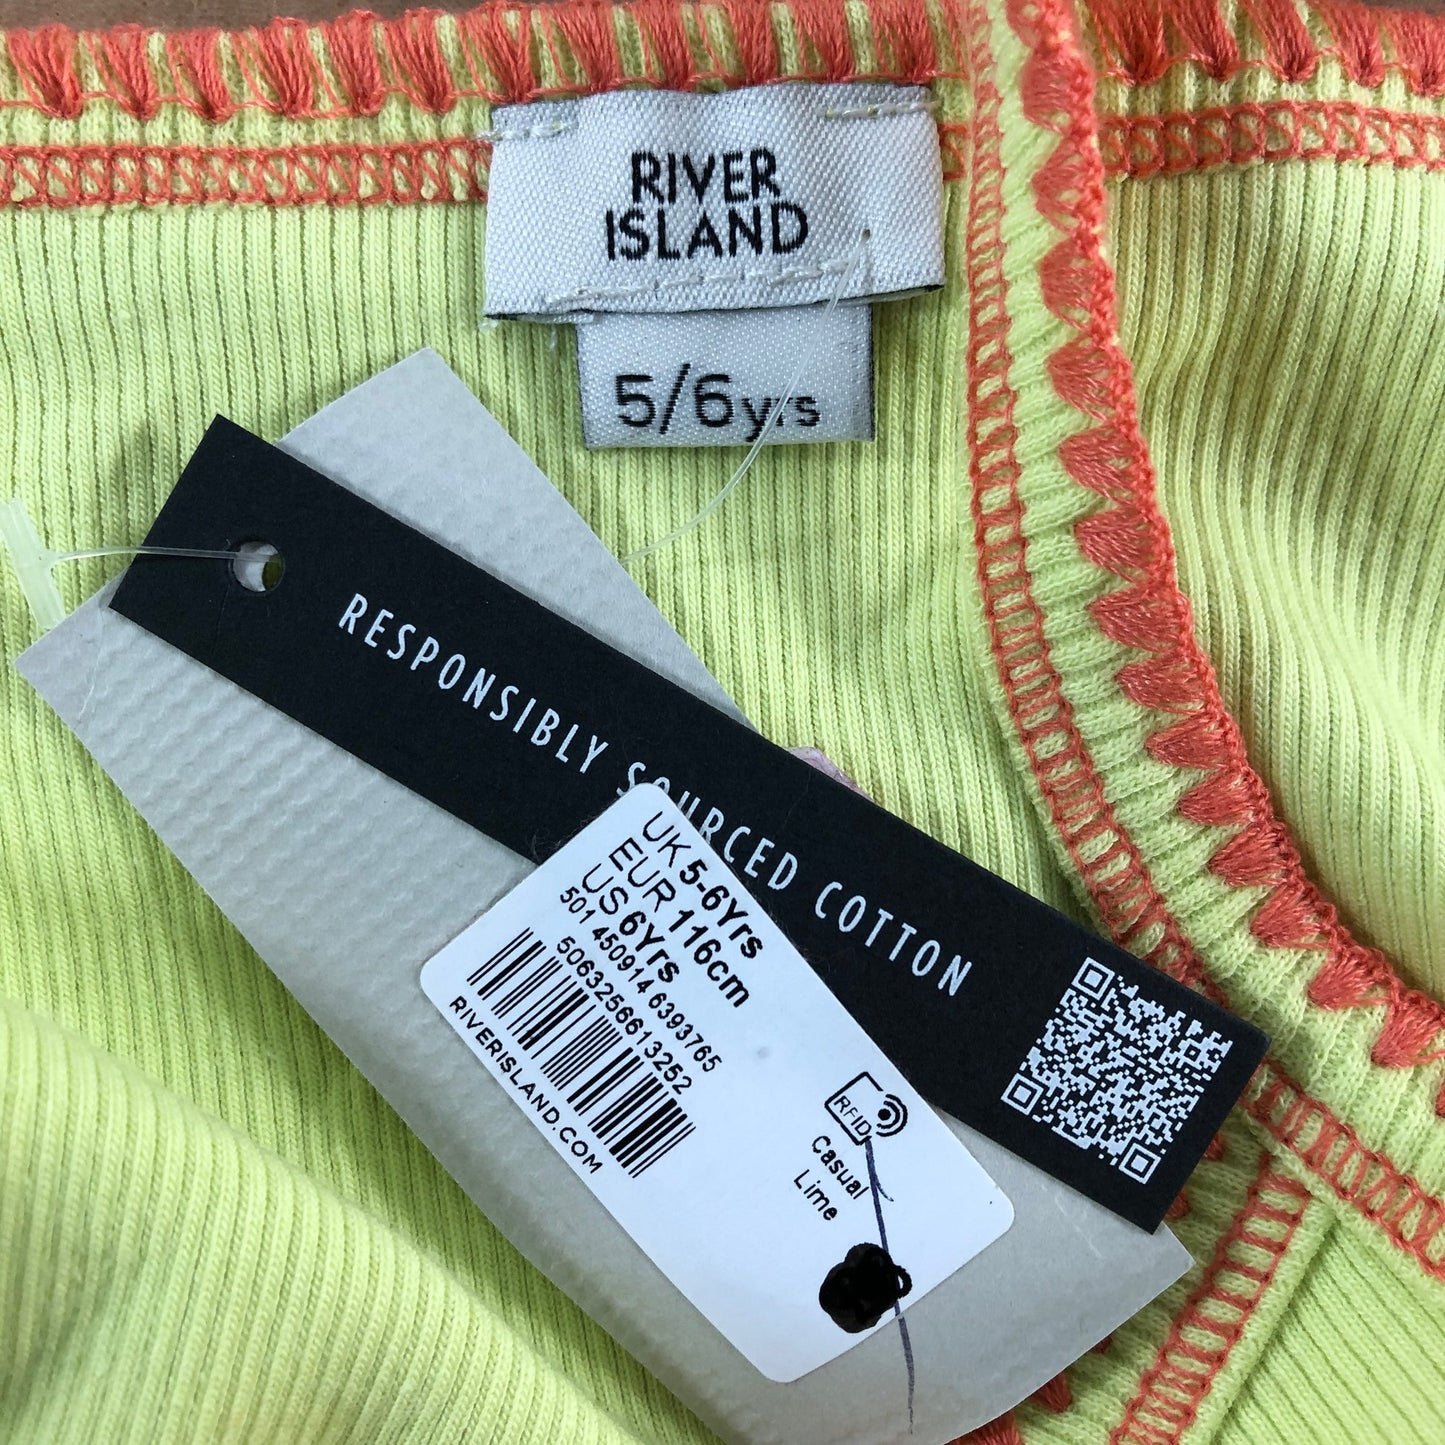 RIVER
ISLAND
5/6yrs
RESPONSIBLY SOURCED COTTON
UK 5-6Yrs
EUR 116cm
US 6Yrs
501 450914 6393765
5063256613252
RIVERISLAND.COM
RFID
Casual
Lime